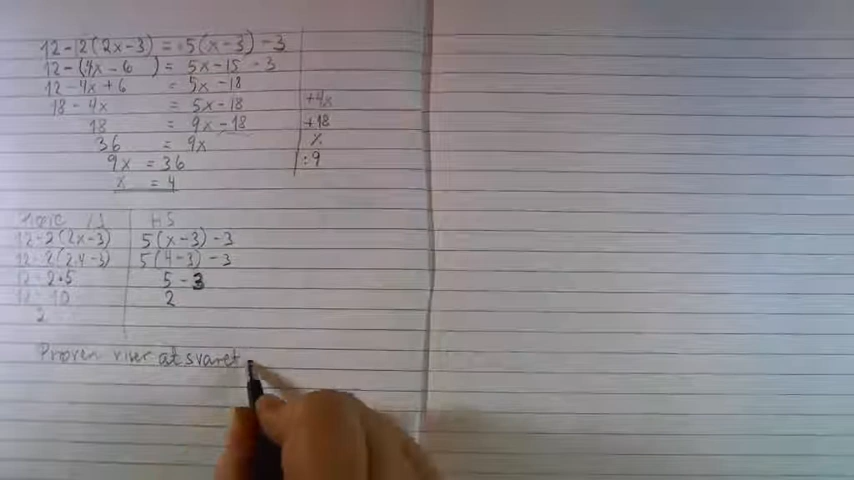 12-2(2x-3) = 5(x-3) -3
12-(4x-6 ) = 5x-15 -3
12-4x+6 = 5x-18
18-4x = 5x-18 +4x
18 = 9x-18 +18
36 = 9x
9x = 36 :9
x = 4
HS
12-2(2x-3) 5(x-3) -3
12-2(2·4-3) 5(4-3) -3
12-2·5 5-3
12-10 2
2
Prøven viser at svaret